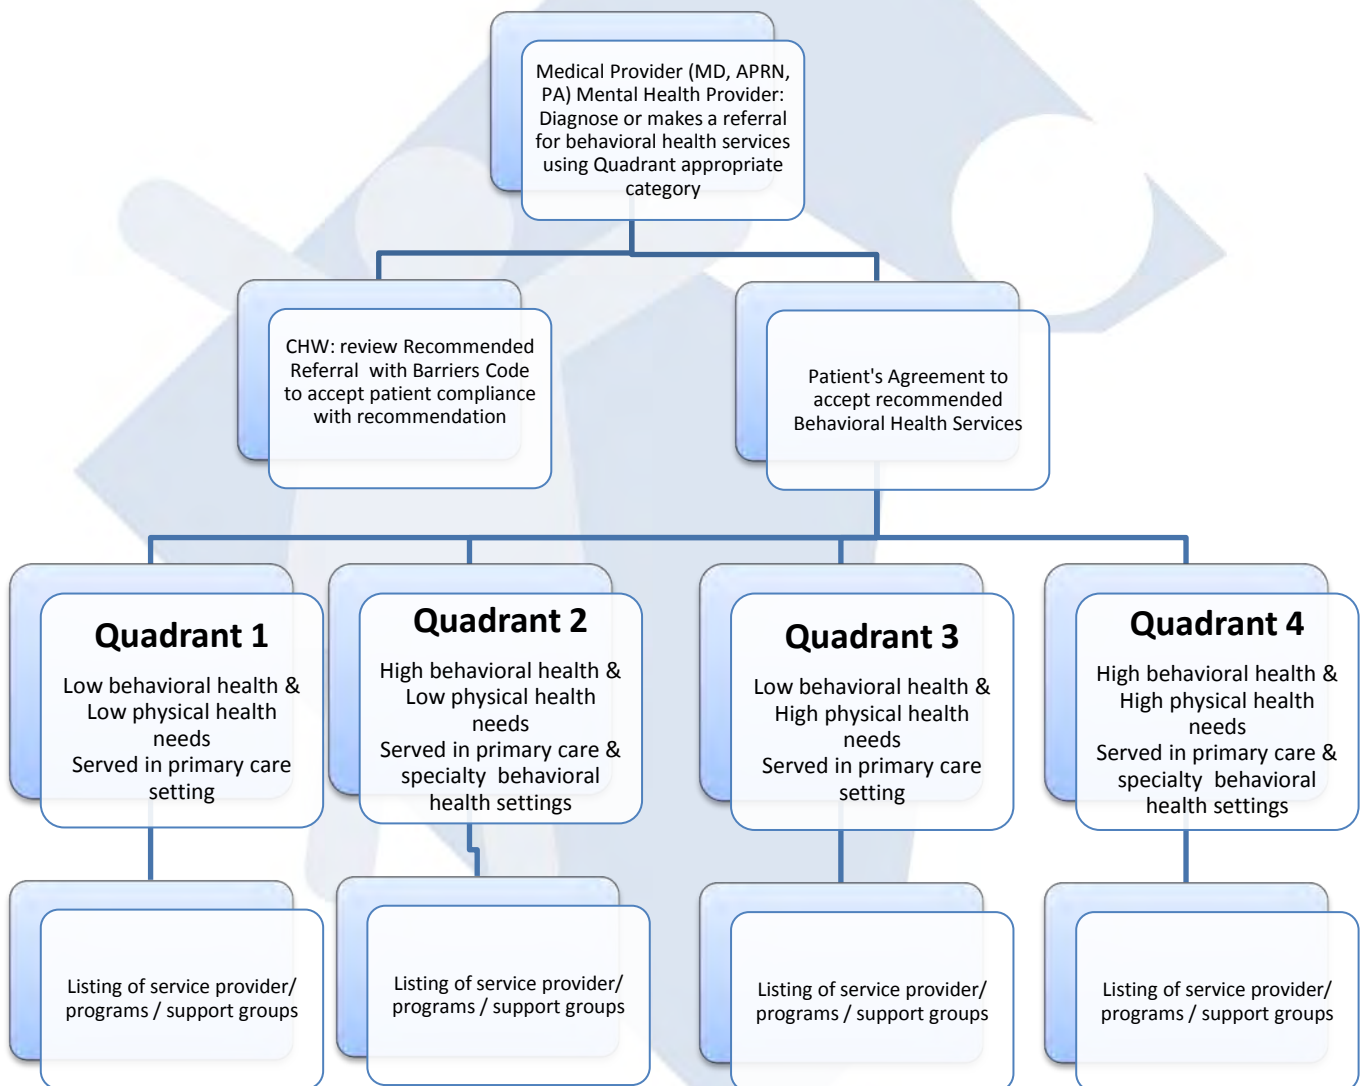 Medical Provider (MD, APRN,
PA) Mental Health Provider:
Diagnose or makes a referral
for behavioral health services
using Quadrant appropriate
category
CHW: review Recommended
Referral with Barriers Code
to accept patient compliance
with recommendation
Patient's Agreement to
accept recommended
Behavioral Health Services
Quadrant 1
Low behavioral health &
Low physical health
needs
Served in primary care
setting
Quadrant 2
High behavioral health &
Low physical health
needs
Served in primary care &
specialty behavioral
health settings
Quadrant 3
Low behavioral health &
High physical health
needs
Served in primary care
setting
Quadrant 4
High behavioral health &
High physical health
needs
Served in primary care &
specialty behavioral
health settings
Listing of service provider/
programs / support groups
Listing of service provider/
programs / support groups
Listing of service provider/
programs / support groups
Listing of service provider/
programs / support groups